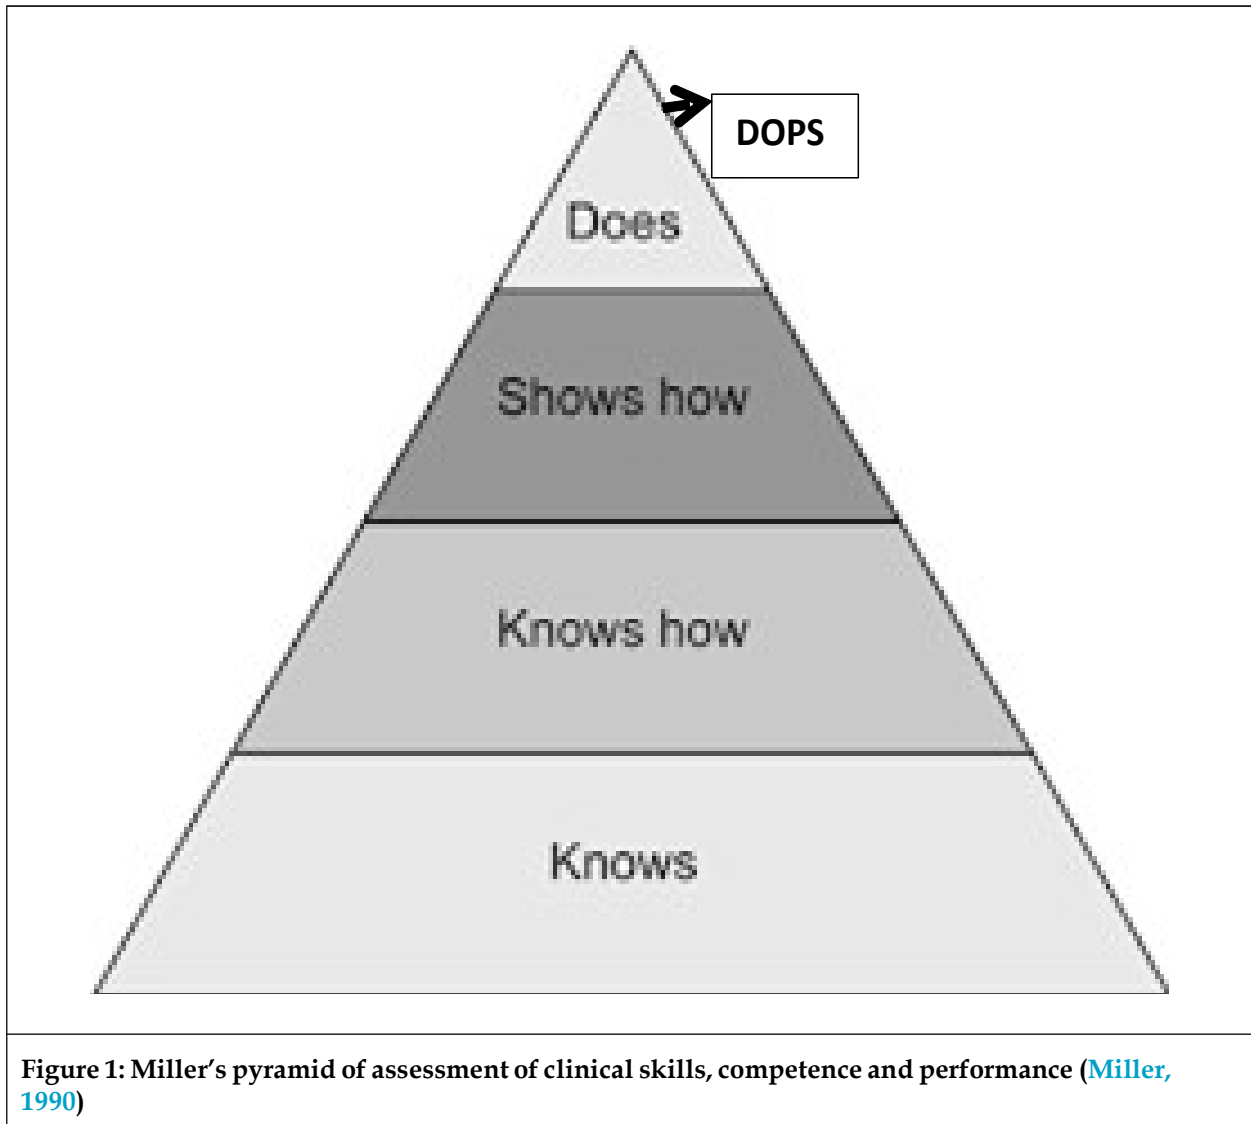 DOPS
Does
Shows how
Knows how
Knows
Figure 1: Miller’s pyramid of assessment of clinical skills, competence and performance (Miller,
1990)